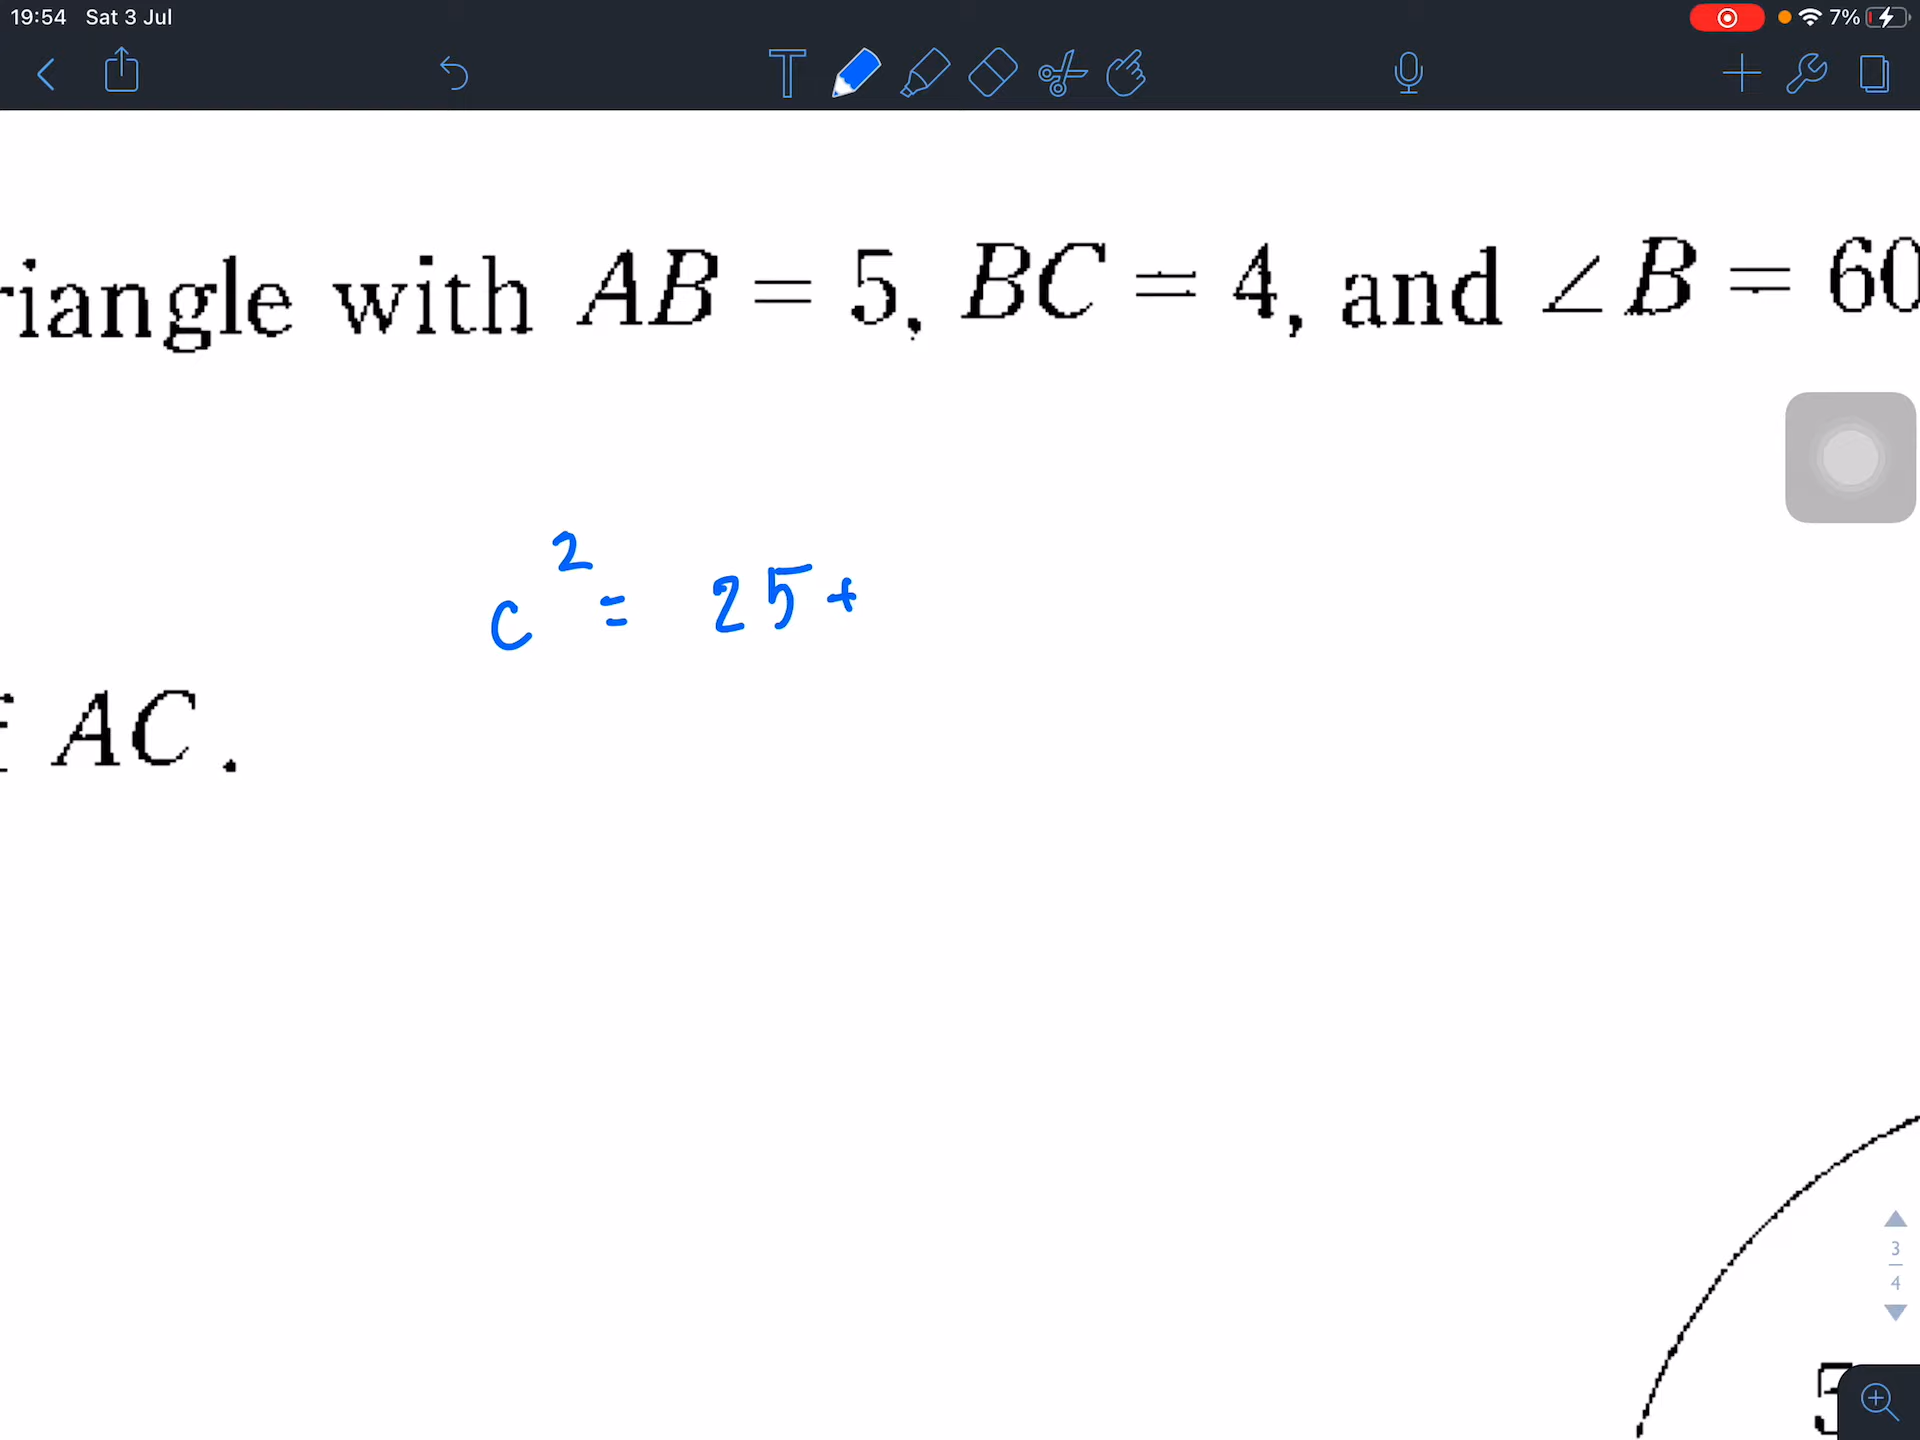 19:54 Sat 3 Jul 7%
T
riangle with AB = 5, BC = 4, and ∠B = 60
c² = 25 +
f AC.
3
4
5